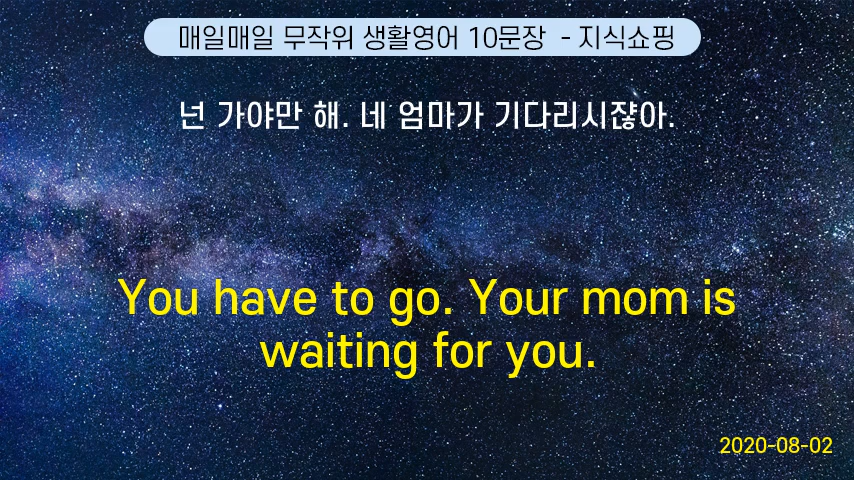 매일매일 무작위 생활영어 10문장 - 지식쇼핑
넌 가야만 해. 네 엄마가 기다리시쟎아.
You have to go. Your mom is
waiting for you.
2020-08-02